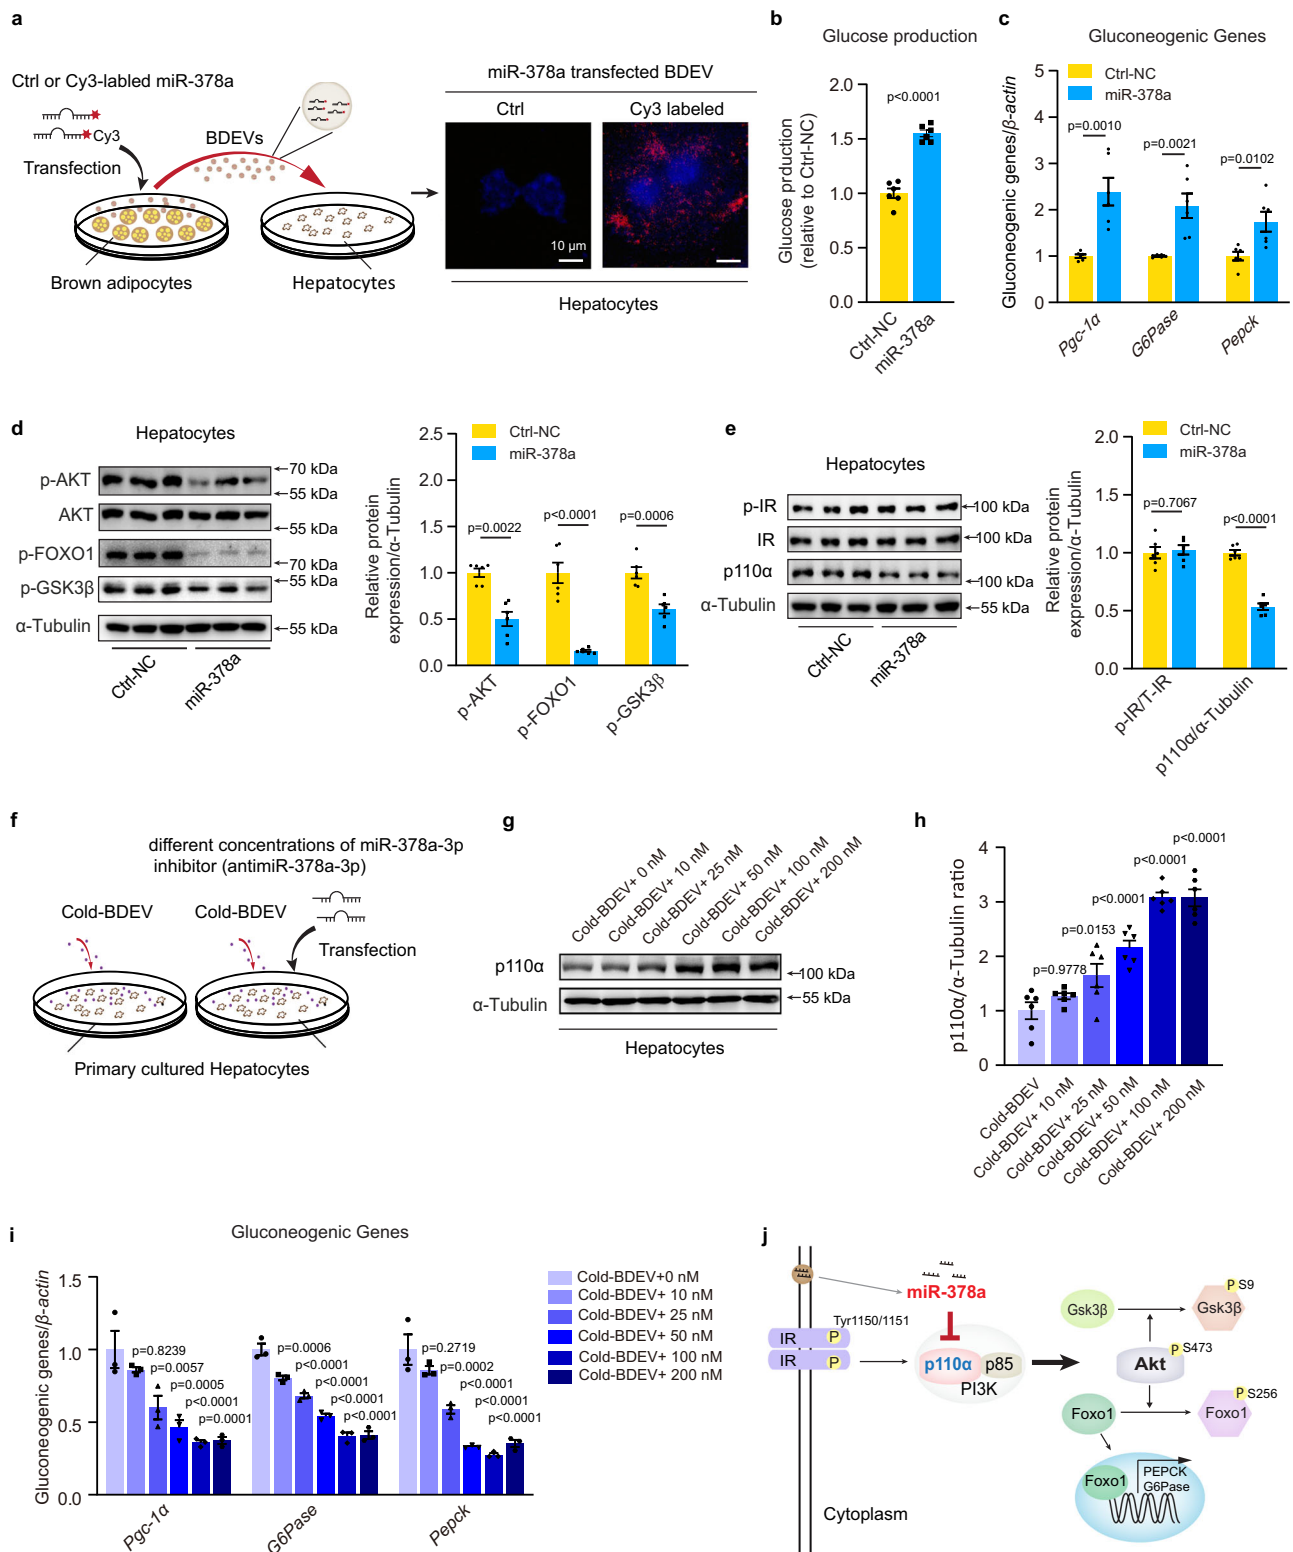 a
Ctrl or Cy3-labled miR-378a
Cy3
Transfection
BDEVs
Brown adipocytes
Hepatocytes
miR-378a transfected BDEV
Ctrl
Cy3 labeled
10 µm
Hepatocytes
b
Glucose production
Glucose prduction
(relative to Ctrl-NC)
2.0
1.5
1.0
0.5
0.0
p<0.0001
Ctrl-NC
miR-378a
c
Gluconeogenic Genes
Gluconeogenic genes/β-actin
5
4
3
2
1
0
Ctrl-NC
miR-378a
p=0.0010
p=0.0021
p=0.0102
Pgc-1α
G6Pase
Pepck
d
Hepatocytes
p-AKT
AKT
p-FOXO1
p-GSK3β
α-Tubulin
70 kDa
55 kDa
55 kDa
70 kDa
55 kDa
55 kDa
Ctrl-NC
miR-378a
Relative protein
expression/α-Tubulin
2.5
2.0
1.5
1.0
0.5
0.0
Ctrl-NC
miR-378a
p=0.0022
p<0.0001
p=0.0006
p-AKT
p-FOXO1
p-GSK3β
e
Hepatocytes
p-IR
IR
p110α
α-Tubulin
100 kDa
100 kDa
100 kDa
55 kDa
Ctrl-NC
miR-378a
Relative protein
expression/α-Tubulin
2.0
1.5
1.0
0.5
0.0
Ctrl-NC
miR-378a
p=0.7067
p<0.0001
p-IR/T-IR
p110α/α-Tubulin
f
different concentrations of miR-378a-3p
inhibitor (antimiR-378a-3p)
Cold-BDEV
Cold-BDEV
Transfection
Primary cultured Hepatocytes
g
Cold-BDEV+ 0 nM
Cold-BDEV+ 10 nM
Cold-BDEV+ 25 nM
Cold-BDEV+ 50 nM
Cold-BDEV+ 100 nM
Cold-BDEV+ 200 nM
p110α
α-Tubulin
100 kDa
55 kDa
Hepatocytes
h
p110α/α-Tubulin ratio
4
3
2
1
0
p=0.9778
p=0.0153
p<0.0001
p<0.0001
p<0.0001
Cold-BDEV
Cold-BDEV+ 10 nM
Cold-BDEV+ 25 nM
Cold-BDEV+ 50 nM
Cold-BDEV+ 100 nM
Cold-BDEV+ 200 nM
i
Gluconeogenic Genes
Gluconeogenic genes/β-actin
1.5
1.0
0.5
0.0
p=0.8239
p=0.0057
p=0.0005
p<0.0001
p=0.0001
p=0.0006
p<0.0001
p<0.0001
p<0.0001
p<0.0001
p=0.2719
p=0.0002
p<0.0001
p<0.0001
p<0.0001
Pgc-1α
G6Pase
Pepck
Cold-BDEV+0 nM
Cold-BDEV+ 10 nM
Cold-BDEV+ 25 nM
Cold-BDEV+ 50 nM
Cold-BDEV+ 100 nM
Cold-BDEV+ 200 nM
j
miR-378a
Tyr1150/1151
IR P
IR P
p110α p85
PI3K
Gsk3β
P S9
Gsk3β
P S473
Akt
Foxo1
P S256
Foxo1
Foxo1
PEPCK
G6Pase
Cytoplasm